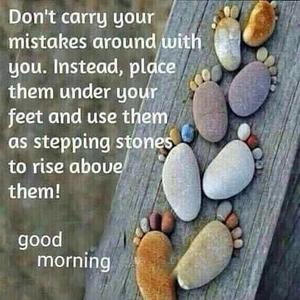 Don't carry your
mistakes around with
you. Instead, place
them under your
feet and use them
as stepping stones
to rise above
them!
good
morning